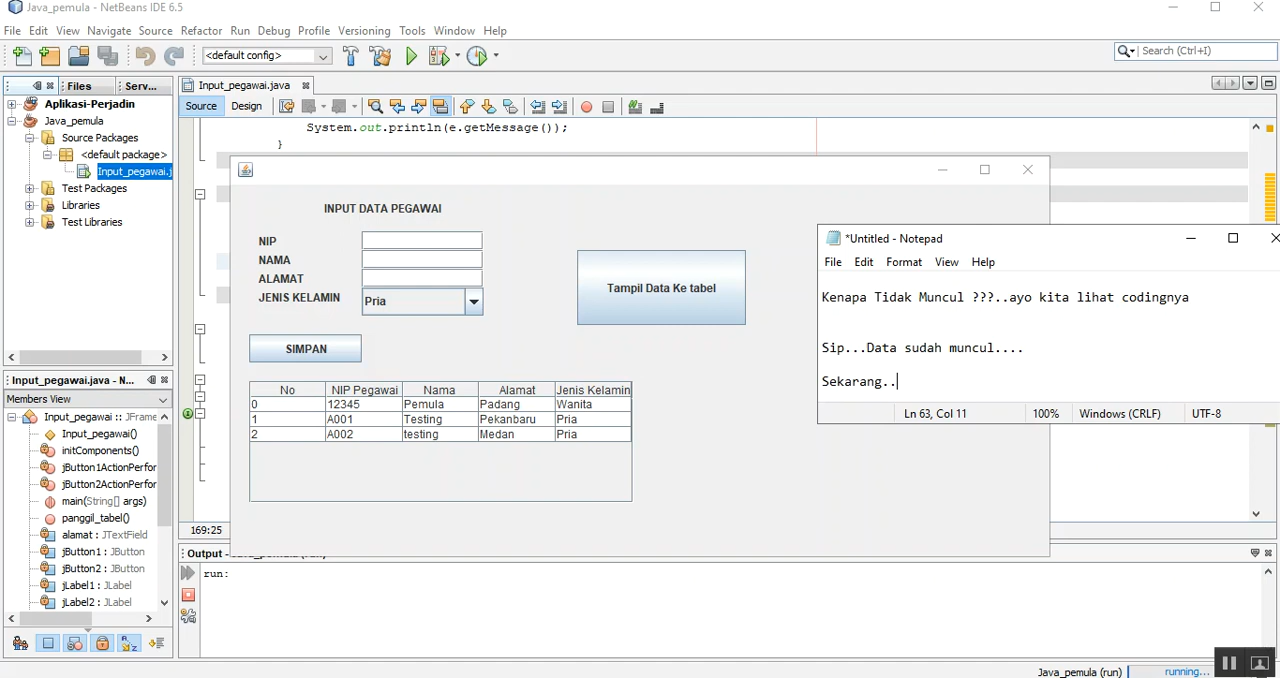 Java_pemula - NetBeans IDE 6.5
File Edit View Navigate Source Refactor Run Debug Profile Versioning Tools Window Help
<default config>
Search (Ctrl+I)
Files
Serv...
Input_pegawai.java
Source
Design
Aplikasi-Perjadin
Java_pemula
Source Packages
<default package>
Input_pegawai.j
Test Packages
Libraries
Test Libraries
System.out.println(e.getMessage());
}
INPUT DATA PEGAWAI
NIP
NAMA
ALAMAT
JENIS KELAMIN
Pria
Tampil Data Ke tabel
SIMPAN
No NIP Pegawai Nama Alamat Jenis Kelamin
0 12345 Pemula Padang Wanita
1 A001 Testing Pekanbaru Pria
2 A002 testing Medan Pria
*Untitled - Notepad
File Edit Format View Help
Kenapa Tidak Muncul ???..ayo kita lihat codingnya
Sip...Data sudah muncul....
Sekarang..
Ln 63, Col 11 100% Windows (CRLF) UTF-8
Input_pegawai.java - N...
Members View
Input_pegawai :: JFrame
Input_pegawai()
initComponents()
jButton1ActionPerfor
jButton2ActionPerfor
main(String[] args)
panggil_tabel()
alamat : JTextField
jButton1 : JButton
jButton2 : JButton
jLabel1 : JLabel
jLabel2 : JLabel
169:25
run:
Java_pemula (run)
running...